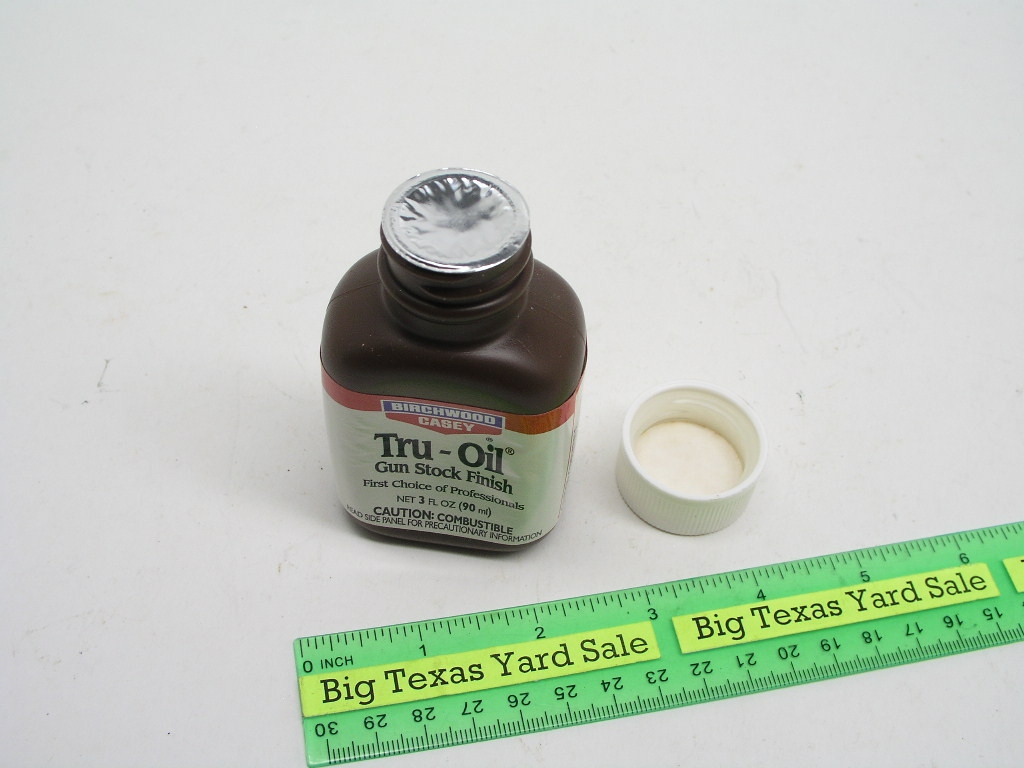 BIRCHWOOD
CASEY
Tru-Oil®
Gun Stock Finish
First Choice of Professionals
NET 3 FL OZ (90 ml)
CAUTION: COMBUSTIBLE
READ SIDE PANEL FOR PRECAUTIONARY INFORMATION
0 INCH 1 2 3 4 5 6
Big Texas Yard Sale
Big Texas Yard Sale
30 29 28 27 26 25 24 23 22 21 20 19 18 17 16 15